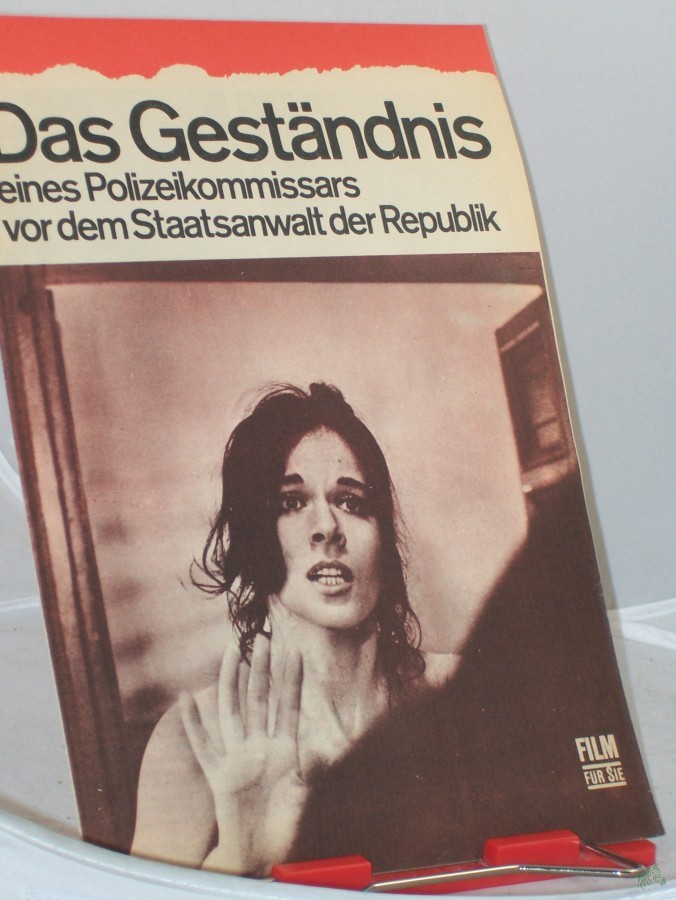 Das Geständnis
eines Polizeikommissars
vor dem Staatsanwalt der Republik
FILM
FÜR SIE